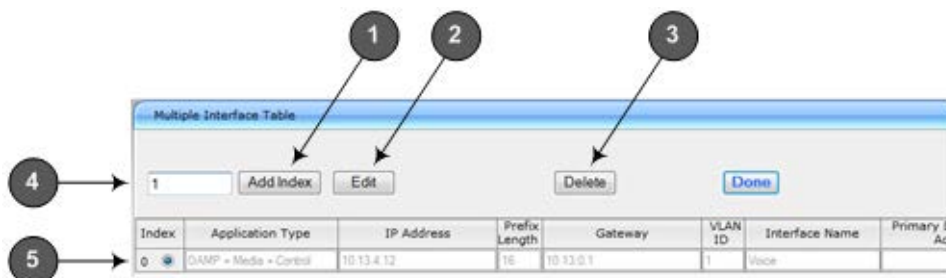 1 2 3
Multiple Interface Table
4 1 Add Index Edit Delete Done
Index Application Type IP Address Prefix Length Gateway VLAN ID Interface Name Primary
5 0 OAMP + Media + Control 10.13.4.12 16 10.13.0.1 1 Voice